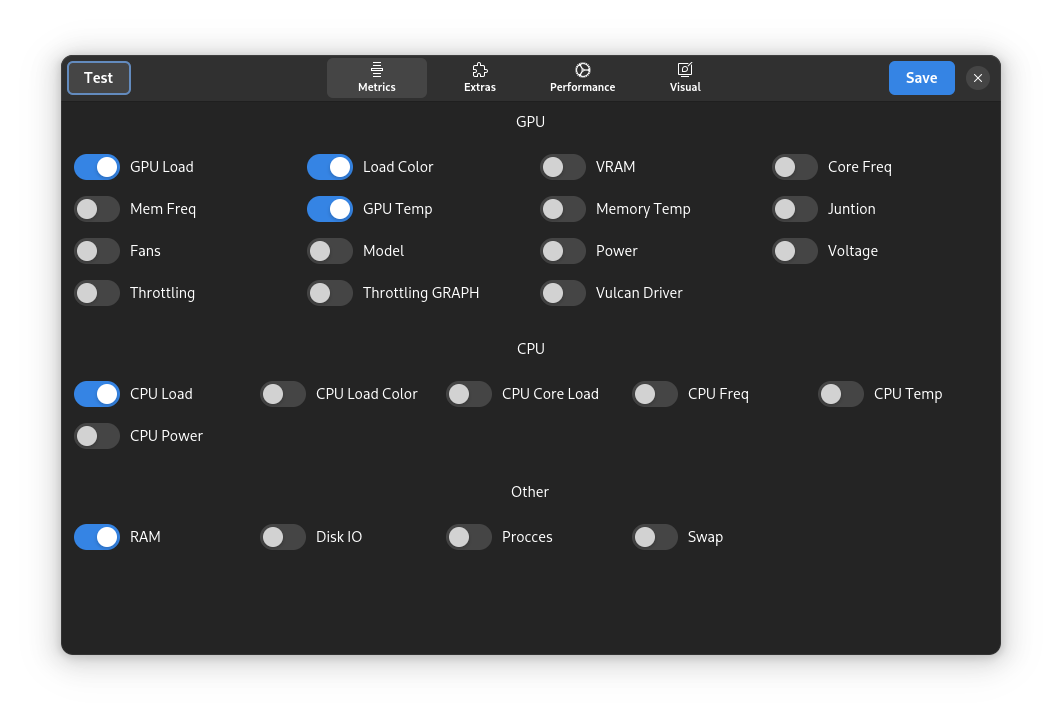 Test
Metrics Extras Performance Visual
Save
GPU
GPU Load Load Color VRAM Core Freq
Mem Freq GPU Temp Memory Temp Juntion
Fans Model Power Voltage
Throttling Throttling GRAPH Vulcan Driver
CPU
CPU Load CPU Load Color CPU Core Load CPU Freq CPU Temp
CPU Power
Other
RAM Disk IO Procces Swap